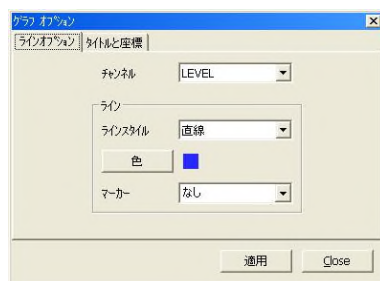 グラフ オプション
ラインオプション タイトルと座標
チャンネル LEVEL
ライン
ラインスタイル 直線
色
マーカー なし
適用 Close